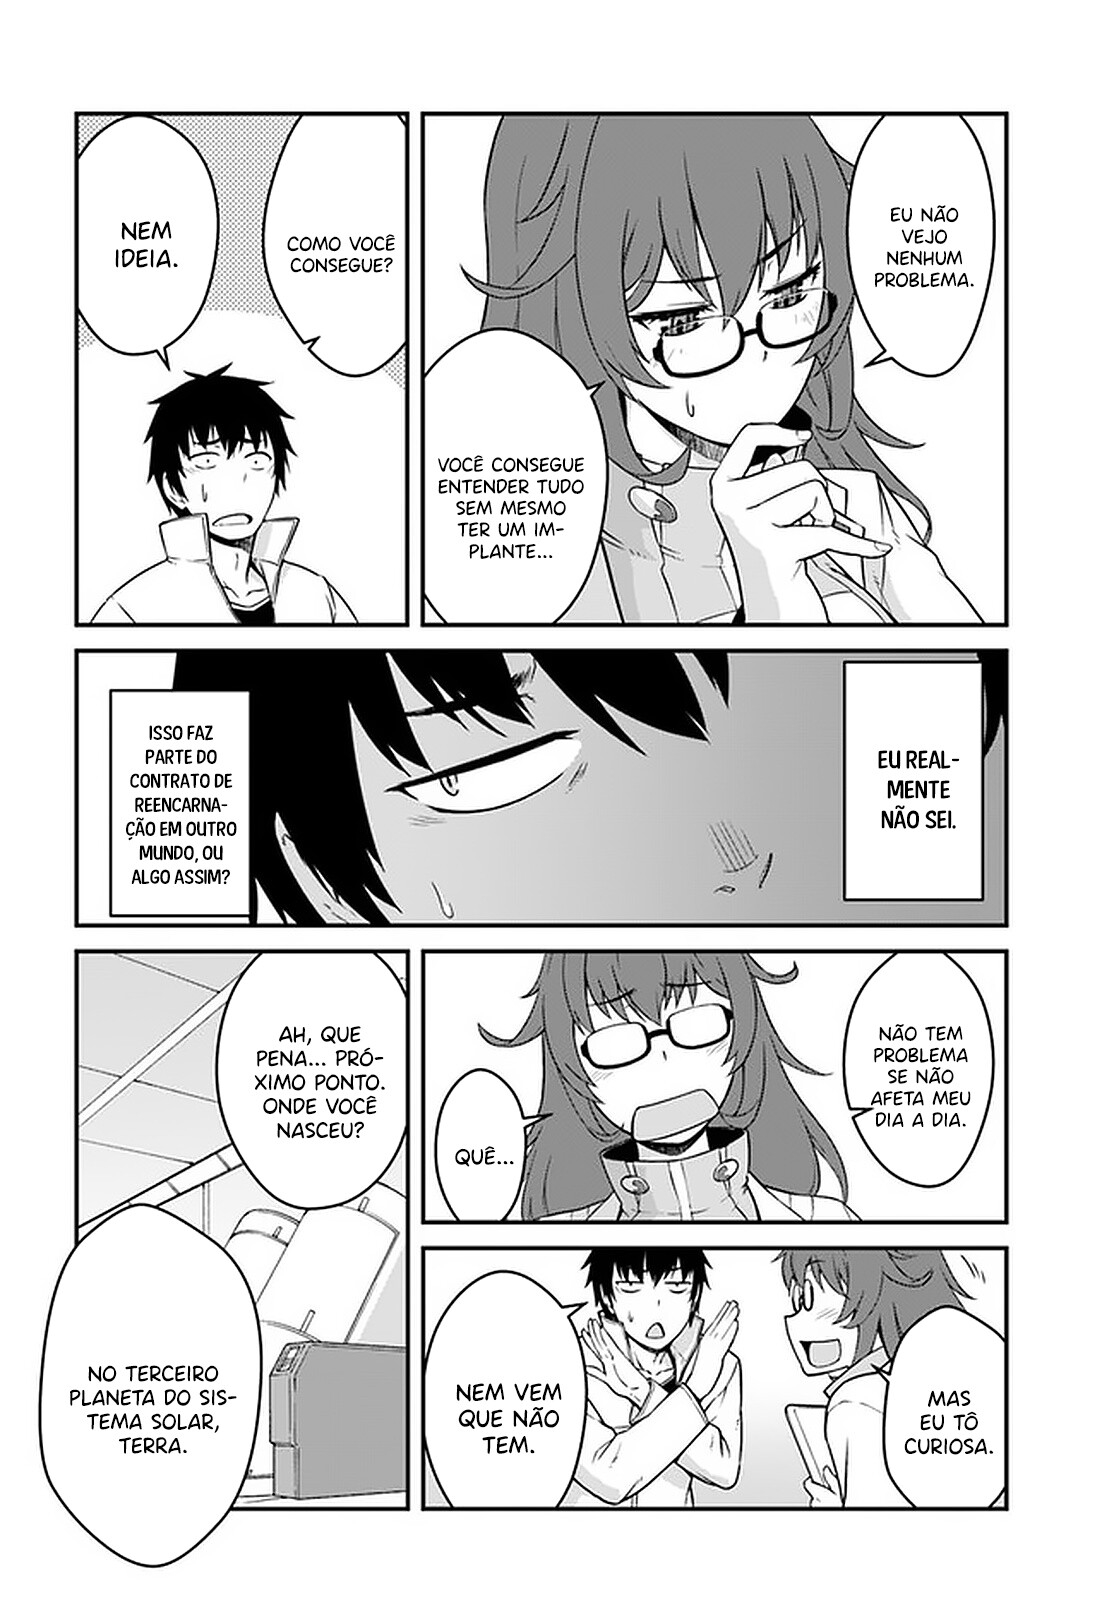 EU NÃO
VEJO
NENHUM
PROBLEMA.
VOCÊ CONSEGUE
ENTENDER TUDO
SEM MESMO
TER UM IM-
PLANTE...
COMO VOCÊ
CONSEGUE?
NEM
IDEIA.
EU REAL-
MENTE
NÃO SEI.
ISSO FAZ
PARTE DO
CONTRATO DE
REENCARNA-
ÇÃO EM OUTRO
MUNDO, OU
ALGO ASSIM?
NÃO TEM
PROBLEMA
SE NÃO
AFETA MEU
DIA A DIA.
QUÊ...
MAS
EU TÔ
CURIOSA.
NEM VEM
QUE NÃO
TEM.
AH, QUE
PENA... PRÓ-
XIMO PONTO.
ONDE VOCÊ
NASCEU?
NO TERCEIRO
PLANETA DO SIS-
TEMA SOLAR,
TERRA.